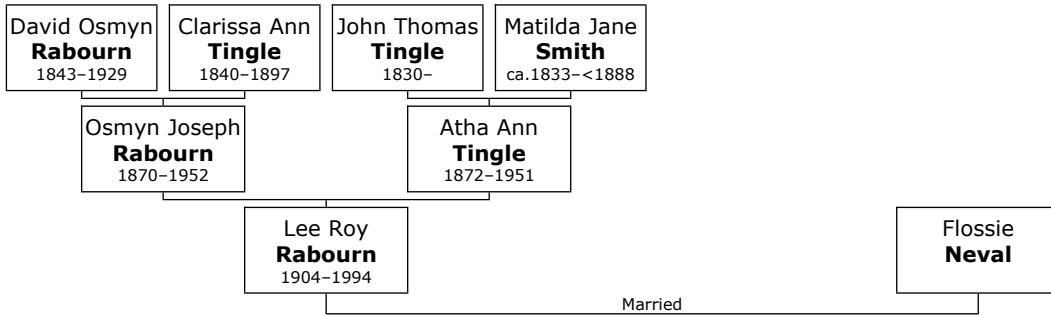 David Osmyn
Rabourn
1843–1929
Clarissa Ann
Tingle
1840–1897
John Thomas
Tingle
1830–
Matilda Jane
Smith
ca.1833–<1888
Osmyn Joseph
Rabourn
1870–1952
Atha Ann
Tingle
1872–1951
Lee Roy
Rabourn
1904–1994
Flossie
Neval
Married